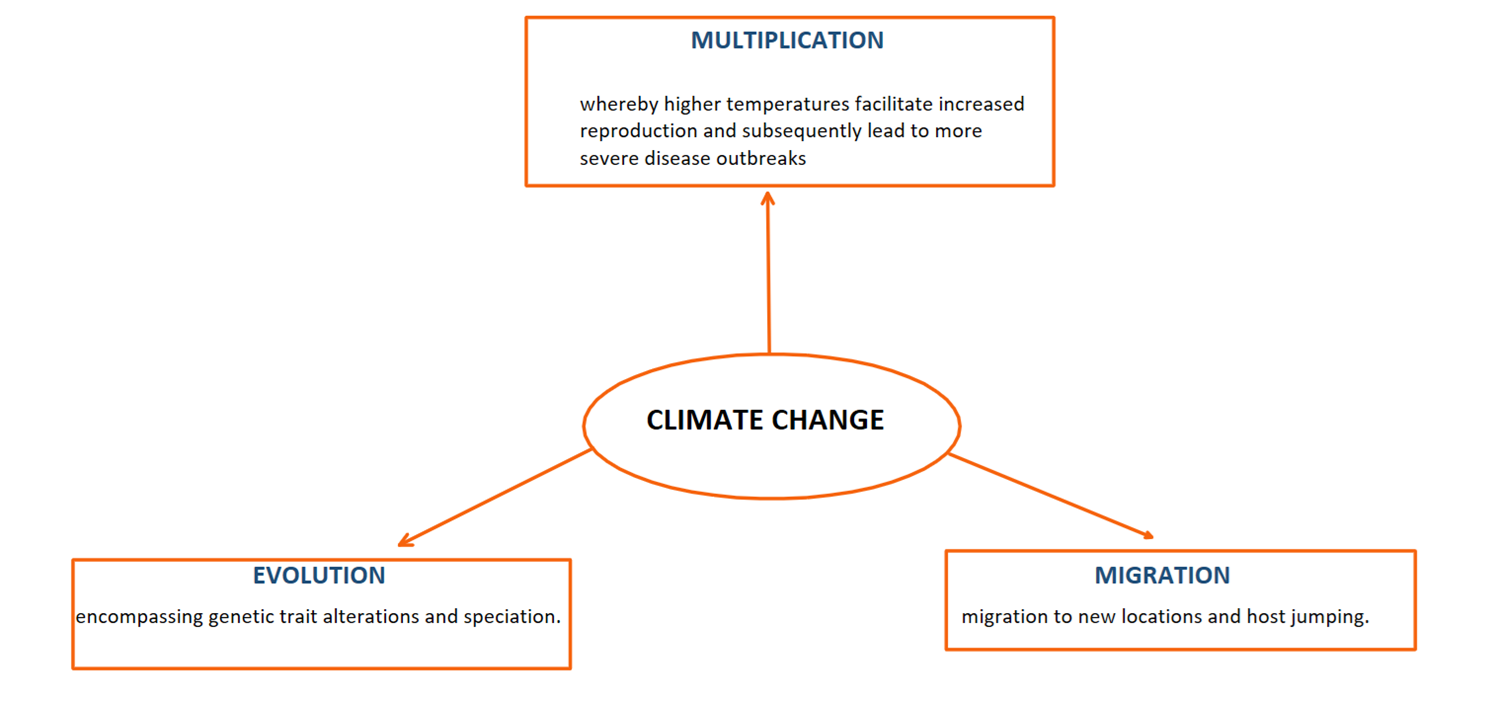 MULTIPLICATION
whereby higher temperatures facilitate increased
reproduction and subsequently lead to more
severe disease outbreaks
CLIMATE CHANGE
EVOLUTION
encompassing genetic trait alterations and speciation.
MIGRATION
migration to new locations and host jumping.